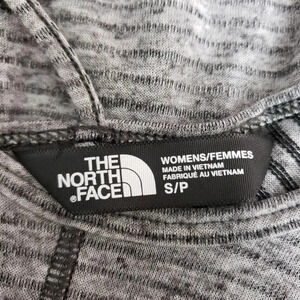 THE
NORTH
®FACE
WOMENS/FEMMES
MADE IN VIETNAM
FABRIQUÉ AU VIETNAM
S/P